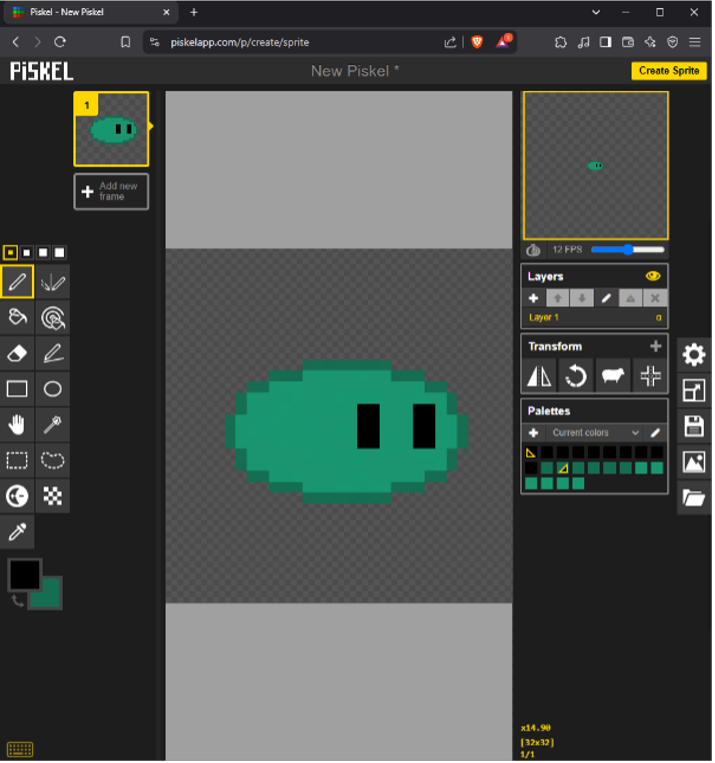 Piskel - New Piskel
piskelapp.com/p/create/sprite
PiSKEL
New Piskel *
Create Sprite
1
Add new
frame
12 FPS
Layers
Layer 1
α
Transform
Palettes
Current colors
x14.90
[32x32]
1/1